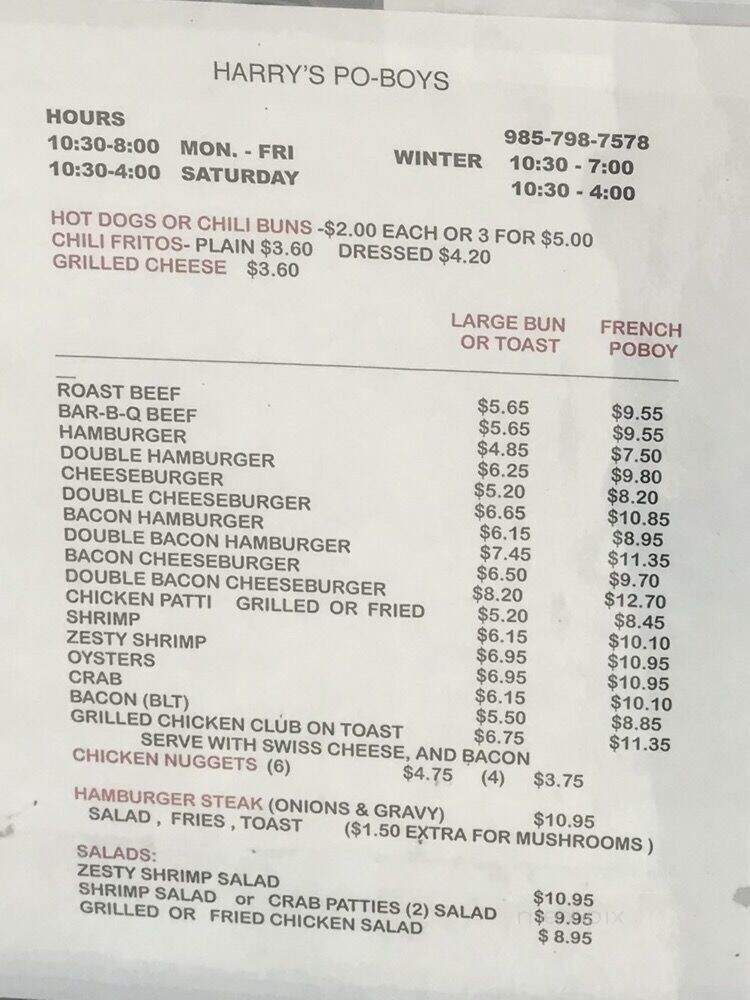 HARRY'S PO-BOYS
HOURS
10:30-8:00 MON. - FRI
10:30-4:00 SATURDAY
985-798-7578
WINTER 10:30 - 7:00
10:30 - 4:00
HOT DOGS OR CHILI BUNS -$2.00 EACH OR 3 FOR $5.00
CHILI FRITOS- PLAIN $3.60 DRESSED $4.20
GRILLED CHEESE $3.60
LARGE BUN FRENCH
OR TOAST POBOY
ROAST BEEF $5.65 $9.55
BAR-B-Q BEEF $5.65 $9.55
HAMBURGER $4.85 $7.50
DOUBLE HAMBURGER $6.25 $9.80
CHEESEBURGER $5.20 $8.20
DOUBLE CHEESEBURGER $6.65 $10.85
BACON HAMBURGER $6.15 $8.95
DOUBLE BACON HAMBURGER $7.45 $11.35
BACON CHEESEBURGER $6.50 $9.70
DOUBLE BACON CHEESEBURGER $8.20 $12.70
CHICKEN PATTI GRILLED OR FRIED $5.20 $8.45
SHRIMP $6.15 $10.10
ZESTY SHRIMP $6.95 $10.95
OYSTERS $6.95 $10.95
CRAB $6.15 $10.10
BACON (BLT) $5.50 $8.85
GRILLED CHICKEN CLUB ON TOAST $6.75 $11.35
SERVE WITH SWISS CHEESE, AND BACON
CHICKEN NUGGETS (6) $4.75 (4) $3.75
HAMBURGER STEAK (ONIONS & GRAVY) $10.95
SALAD , FRIES , TOAST ($1.50 EXTRA FOR MUSHROOMS )
SALADS:
ZESTY SHRIMP SALAD $10.95
SHRIMP SALAD or CRAB PATTIES (2) SALAD $ 9.95
GRILLED OR FRIED CHICKEN SALAD $ 8.95